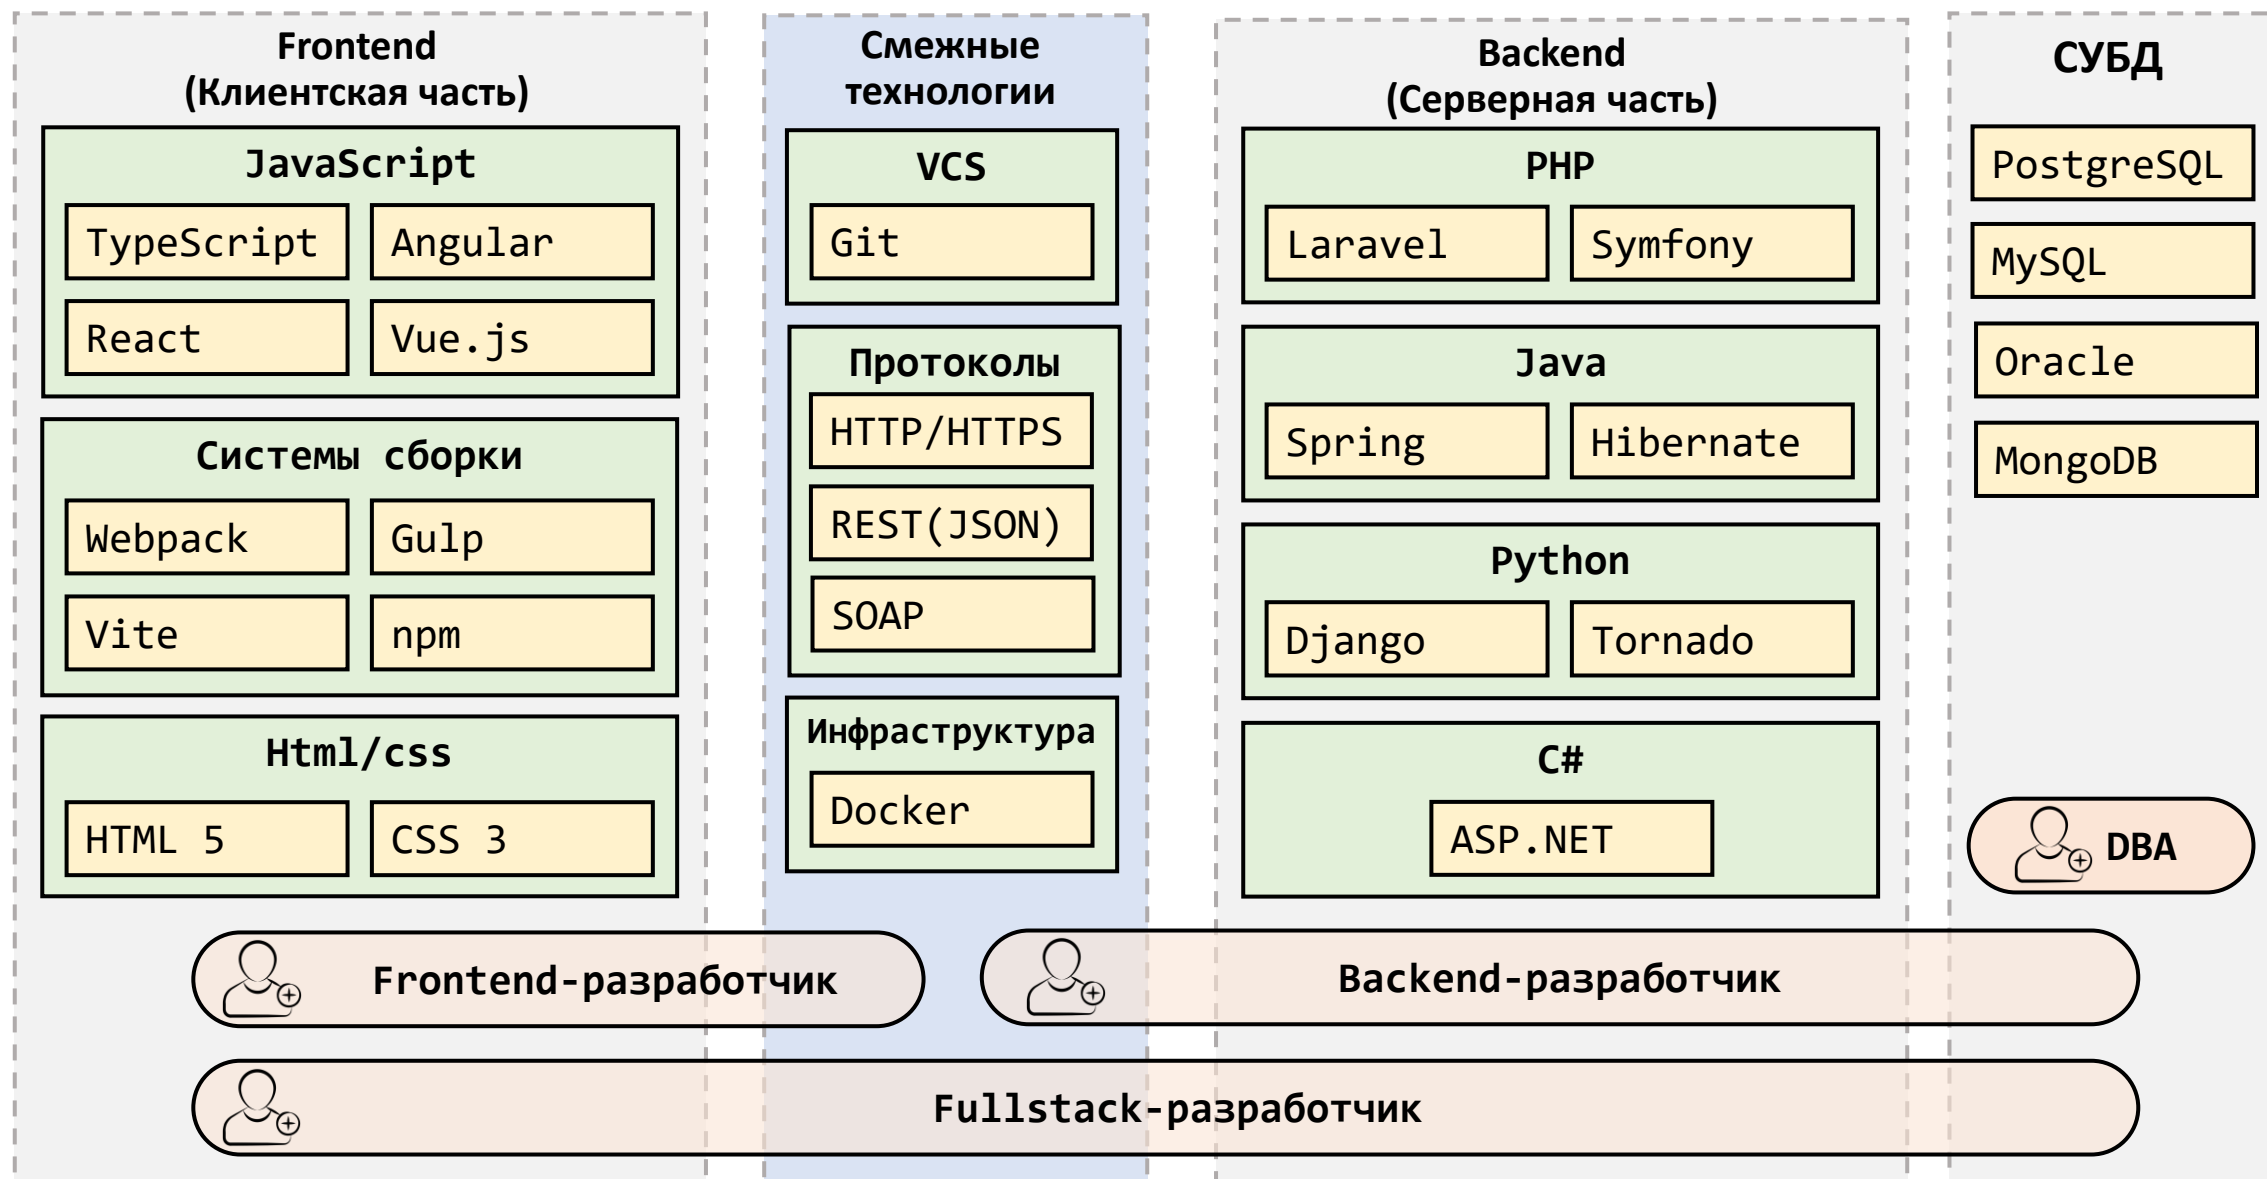 Frontend
(Клиентская часть)
JavaScript
TypeScript
Angular
React
Vue.js
Системы сборки
Webpack
Gulp
Vite
npm
Html/css
HTML 5
CSS 3
Смежные
технологии
VCS
Git
Протоколы
HTTP/HTTPS
REST(JSON)
SOAP
Инфраструктура
Docker
Backend
(Серверная часть)
PHP
Laravel
Symfony
Java
Spring
Hibernate
Python
Django
Tornado
C#
ASP.NET
СУБД
PostgreSQL
MySQL
Oracle
MongoDB
DBA
Frontend-разработчик
Backend-разработчик
Fullstack-разработчик